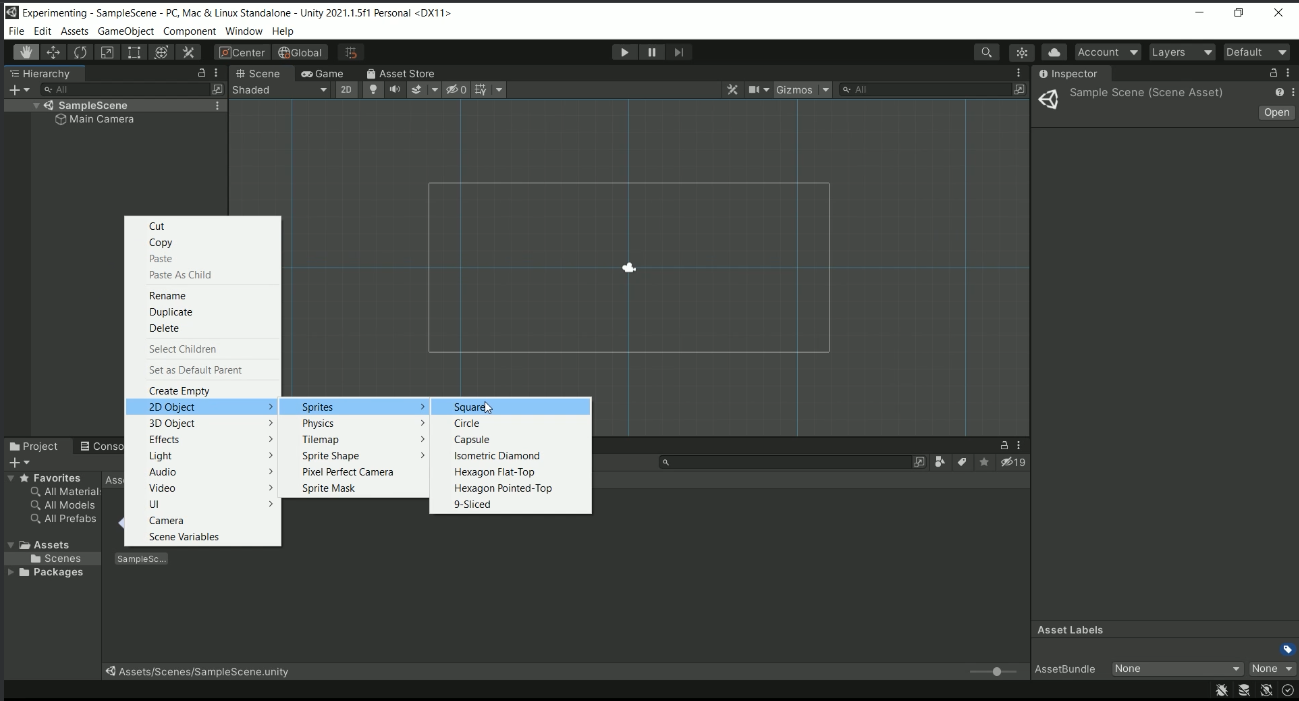 Experimenting - SampleScene - PC, Mac & Linux Standalone - Unity 2021.1.5f1 Personal <DX11>
File Edit Assets GameObject Component Window Help
Center Global Account Layers Default
Hierarchy Scene Game Asset Store Inspector
All Shaded 2D 0 Gizmos All
Sample Scene (Scene Asset)
Open
SampleScene
Main Camera
Cut
Copy
Paste
Paste As Child
Rename
Duplicate
Delete
Select Children
Set as Default Parent
Create Empty
2D Object
3D Object
Effects
Light
Audio
Video
UI
Camera
Scene Variables
Sprites
Physics
Tilemap
Sprite Shape
Pixel Perfect Camera
Sprite Mask
Square
Circle
Capsule
Isometric Diamond
Hexagon Flat-Top
Hexagon Pointed-Top
9-Sliced
Project Conso
19
Favorites
All Material
All Models
All Prefabs
Assets
Scenes
Packages
Ass
SampleSc...
Assets/Scenes/SampleScene.unity
Asset Labels
AssetBundle None None